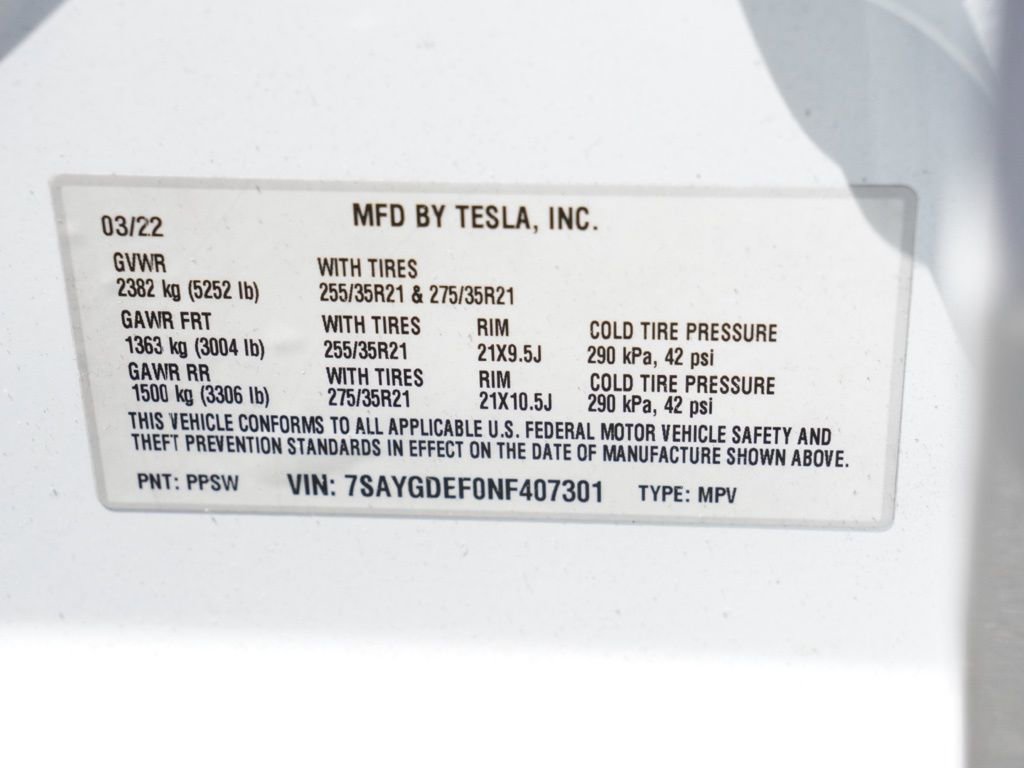 03/22 MFD BY TESLA, INC.
GVWR WITH TIRES
2382 kg (5252 lb) 255/35R21 & 275/35R21
GAWR FRT WITH TIRES RIM COLD TIRE PRESSURE
1363 kg (3004 lb) 255/35R21 21X9.5J 290 kPa, 42 psi
GAWR RR WITH TIRES RIM COLD TIRE PRESSURE
1500 kg (3306 lb) 275/35R21 21X10.5J 290 kPa, 42 psi
THIS VEHICLE CONFORMS TO ALL APPLICABLE U.S. FEDERAL MOTOR VEHICLE SAFETY AND
THEFT PREVENTION STANDARDS IN EFFECT ON THE DATE OF MANUFACTURE SHOWN ABOVE.
PNT: PPSW VIN: 7SAYGDEF0NF407301 TYPE: MPV